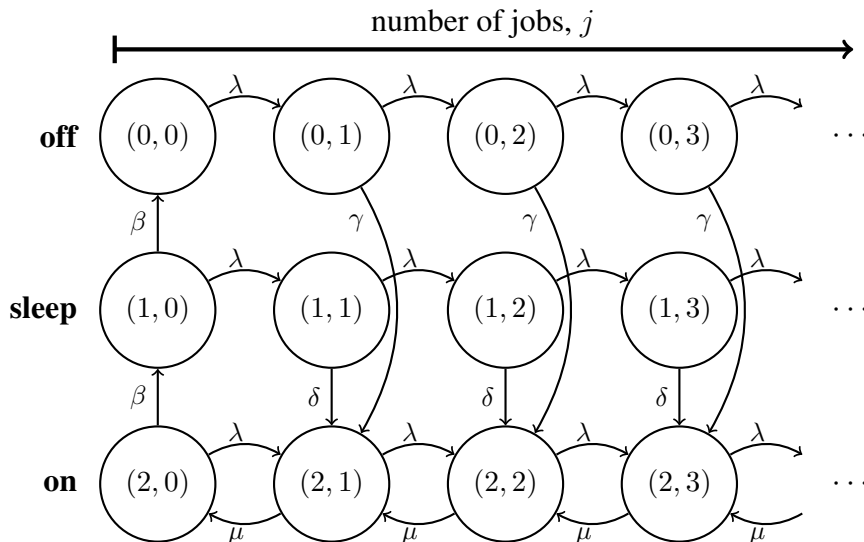 number of jobs, j
λ λ λ λ
off (0, 0) (0, 1) (0, 2) (0, 3) ···
β γ γ γ
λ λ λ λ
sleep (1, 0) (1, 1) (1, 2) (1, 3) ···
β δ δ δ
λ λ λ λ
on (2, 0) (2, 1) (2, 2) (2, 3) ···
μ μ μ μ